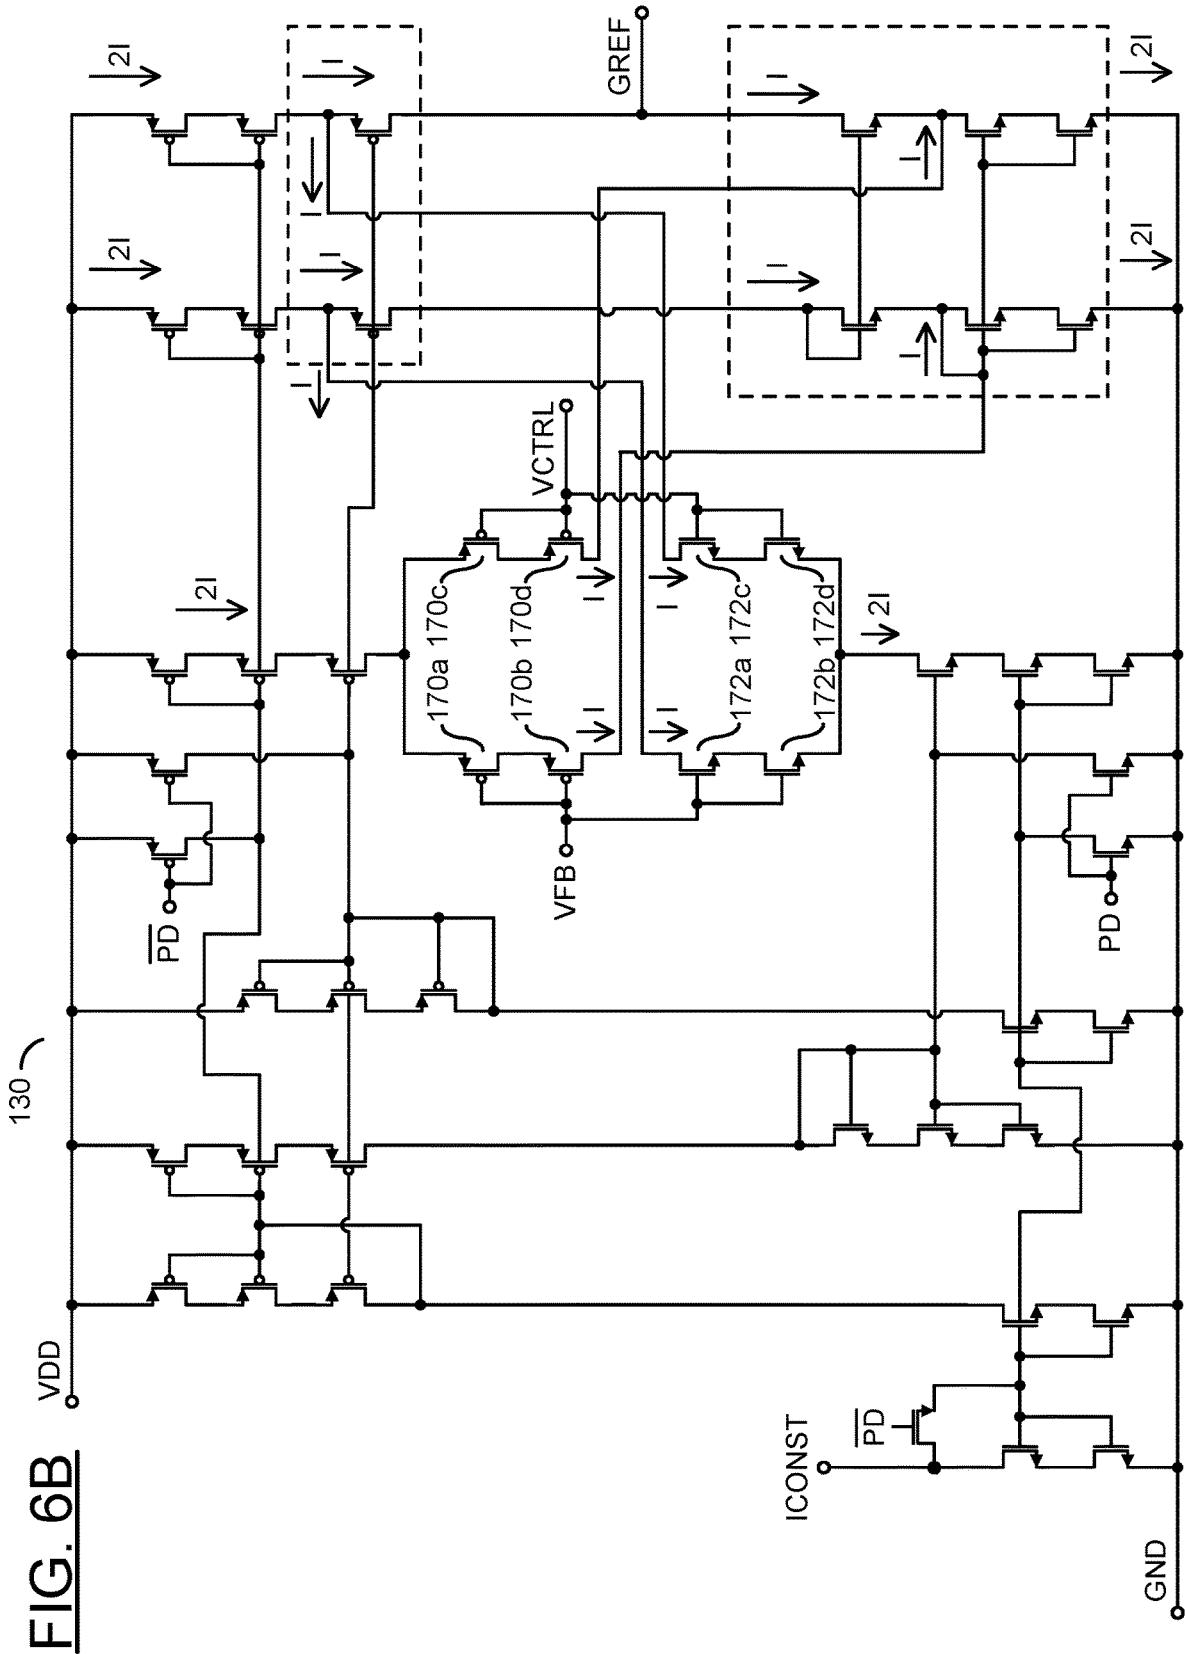 FIG. 6B
130
VDD
2I
2I
2I
I
I
I
I
GREF
PD
VCTRL
VFB
170a 170c
170b 170d
I
I
I
I
172a 172c
172b 172d
2I
I
I
I
I
2I
2I
PD
ICONST
PD
GND